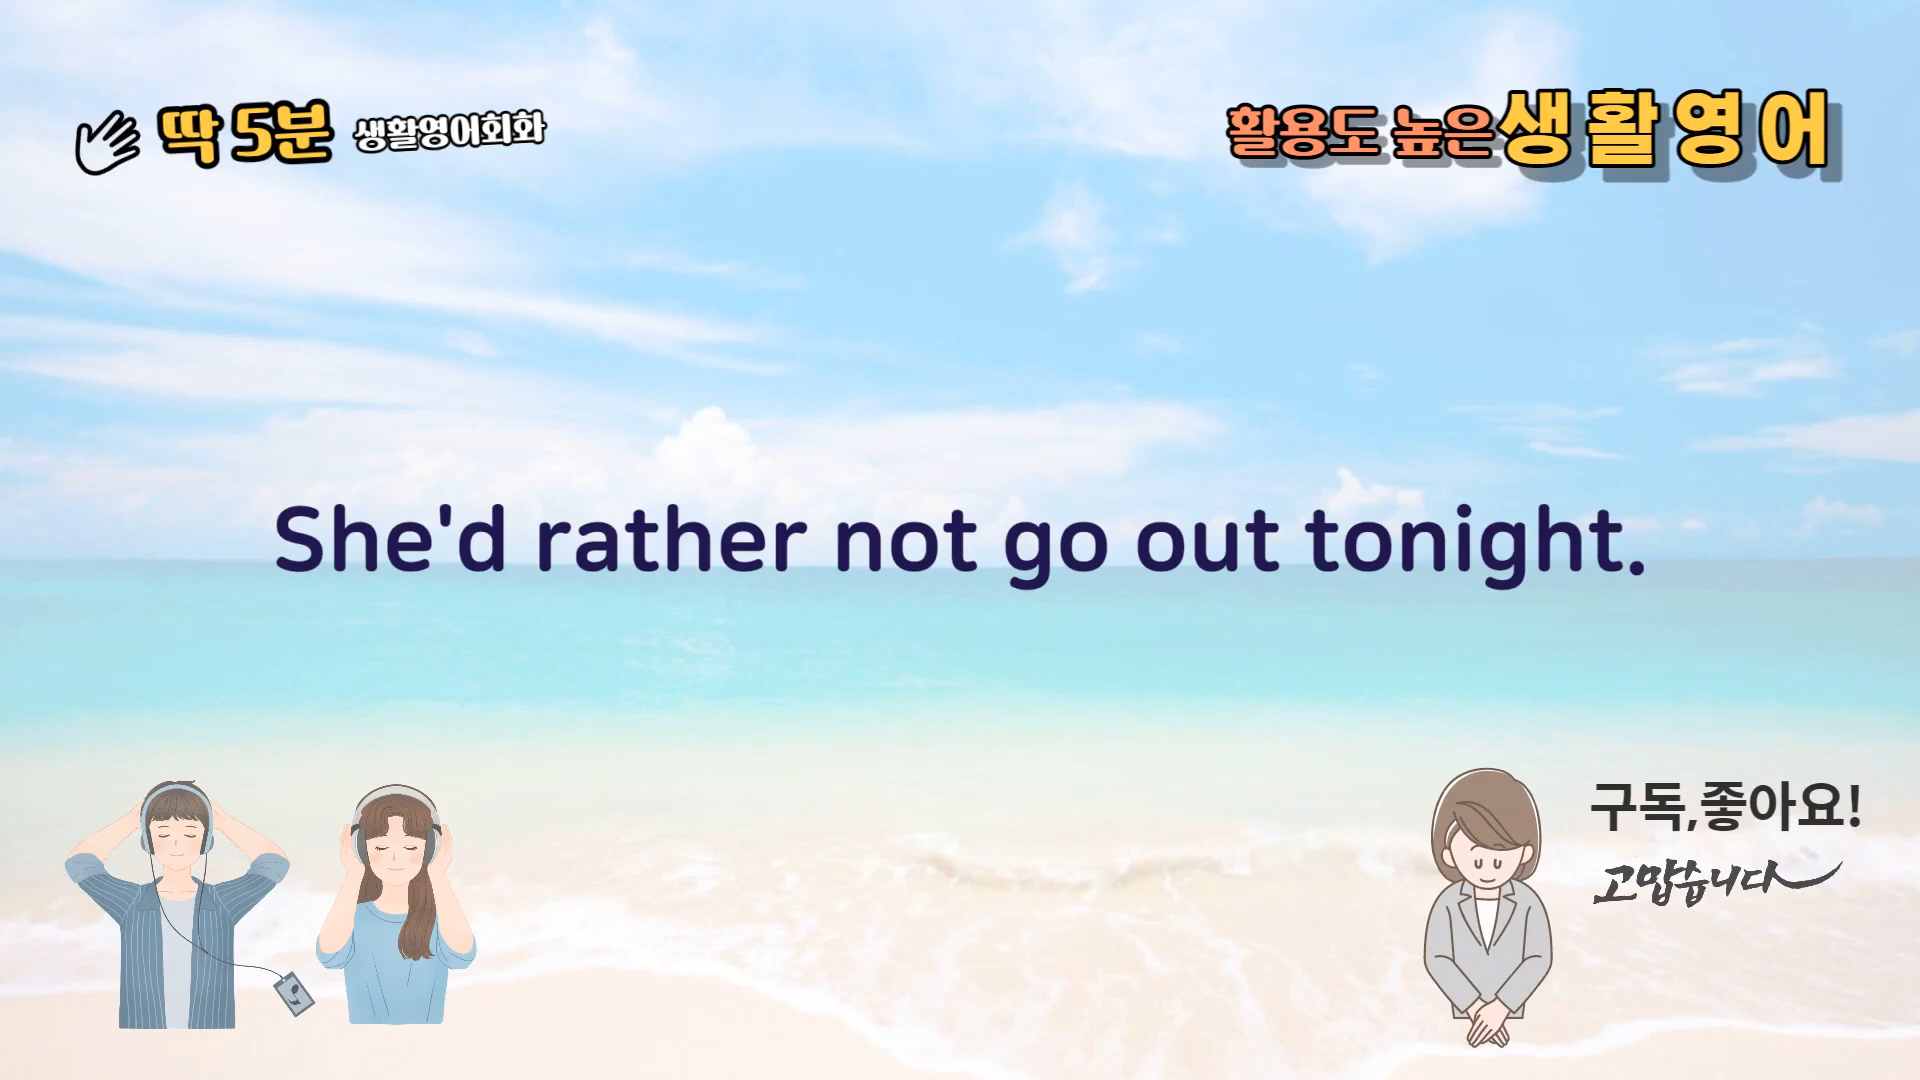 딱 5분 생활영어회화
활용도 높은 생활영어
She'd rather not go out tonight.
구독,좋아요!
고맙습니다